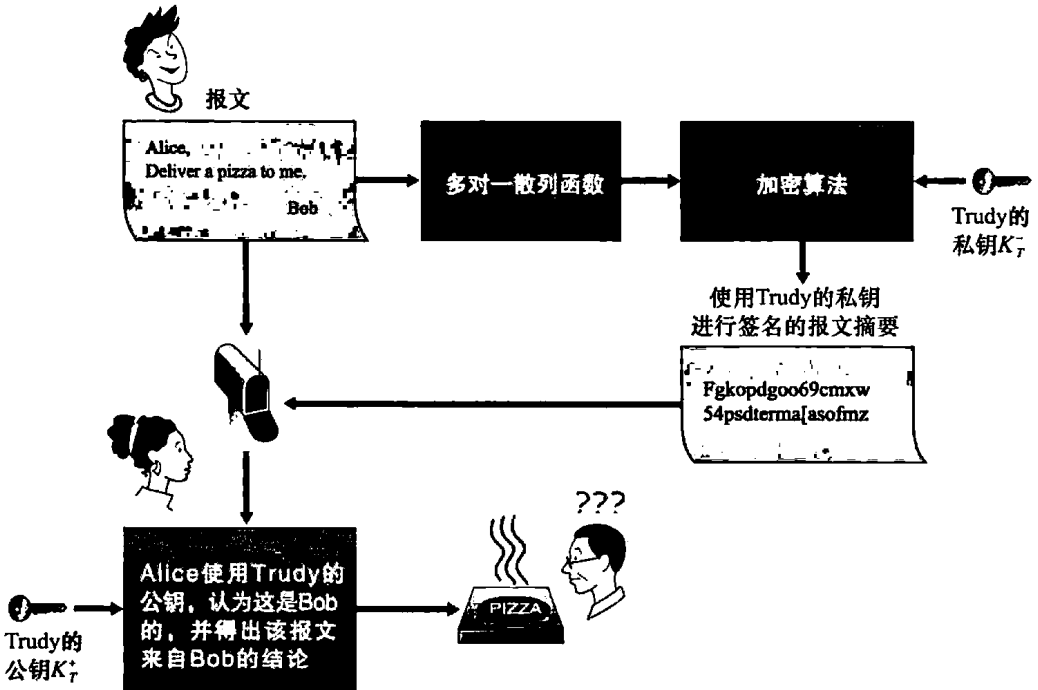 报文
Alice,
Deliver a pizza to me.
Bob
多对一散列函数
加密算法
Trudy的
私钥K_T^-
使用Trudy的私钥
进行签名的报文摘要
Fgkopdgoo69cmxw
54psdterma[asofmz
???
Alice使用Trudy的
公钥，认为这是Bob
的，并得出该报文
来自Bob的结论
PIZZA
Trudy的
公钥K_T^+